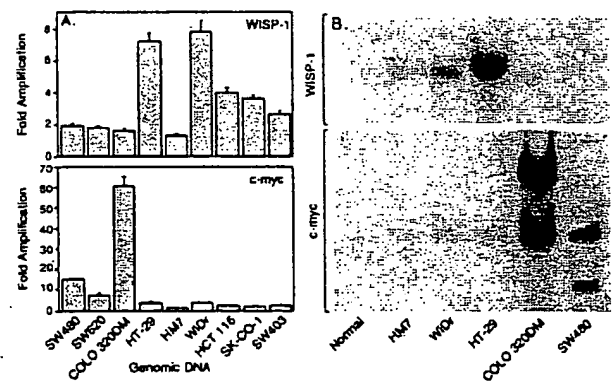 A.
WISP-1
Fold Amplification
8
6
4
2
0
c-myc
Fold Amplification
70
60
50
40
30
20
10
0
SW480
SW620
COLO 320DM
HT-29
HM7
WiDr
HCT 116
SK-CO-1
SW403
Genomic DNA
B.
WISP-1
c-myc
Normal
HM7
WiDr
HT-29
COLO 320DM
SW480